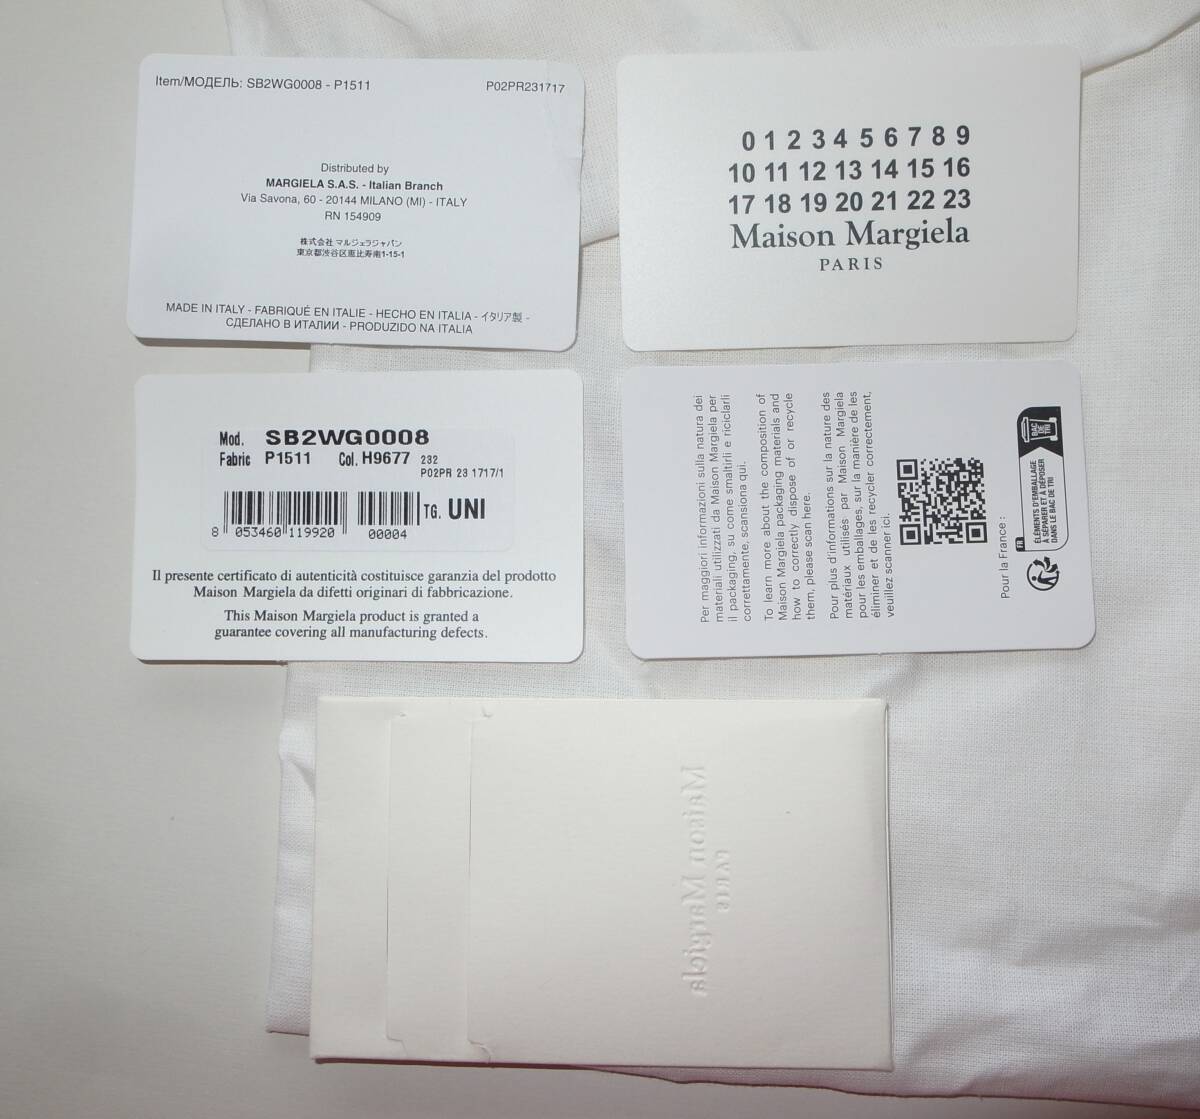 Item/МОДЕЛЬ: SB2WG0008 - P1511
P02PR231717
Distributed by
MARGIELA S.A.S. - Italian Branch
Via Savona, 60 - 20144 MILANO (MI) - ITALY
RN 154909
株式会社 マルジェラジャパン
東京都渋谷区恵比寿南1-15-1
MADE IN ITALY - FABRIQUÉ EN ITALIE - HECHO EN ITALIA - イタリア製 -
СДЕЛАНО В ИТАЛИИ - PRODUZIDO NA ITALIA
0 1 2 3 4 5 6 7 8 9
10 11 12 13 14 15 16
17 18 19 20 21 22 23
Maison Margiela
PARIS
Mod. SB2WG0008
Fabric P1511 Col. H9677 232
P02PR 23 1717/1
TG. UNI
8 053460 119920 00004
Il presente certificato di autenticità costituisce garanzia del prodotto
Maison Margiela da difetti originari di fabbricazione.
This Maison Margiela product is granted a
guarantee covering all manufacturing defects.
Per maggiori informazioni sulla natura dei
materiali utilizzati da Maison Margiela per
il packaging, su come smaltirli e riciclarli
correttamente, scansiona qui.
To learn more about the composition of
Maison Margiela packaging materials and
how to correctly dispose of or recycle
them, please scan here.
Pour plus d'informations sur la nature des
matériaux utilisés par Maison Margiela
pour les emballages, sur la manière de les
éliminer et de les recycler correctement,
veuillez scanner ici.
Pour la France :
FR
ÉLÉMENTS D'EMBALLAGE
À SÉPARER ET À DÉPOSER
DANS LE BAC DE TRI
BAC
DE
TRI
Maison Margiela
PARIS